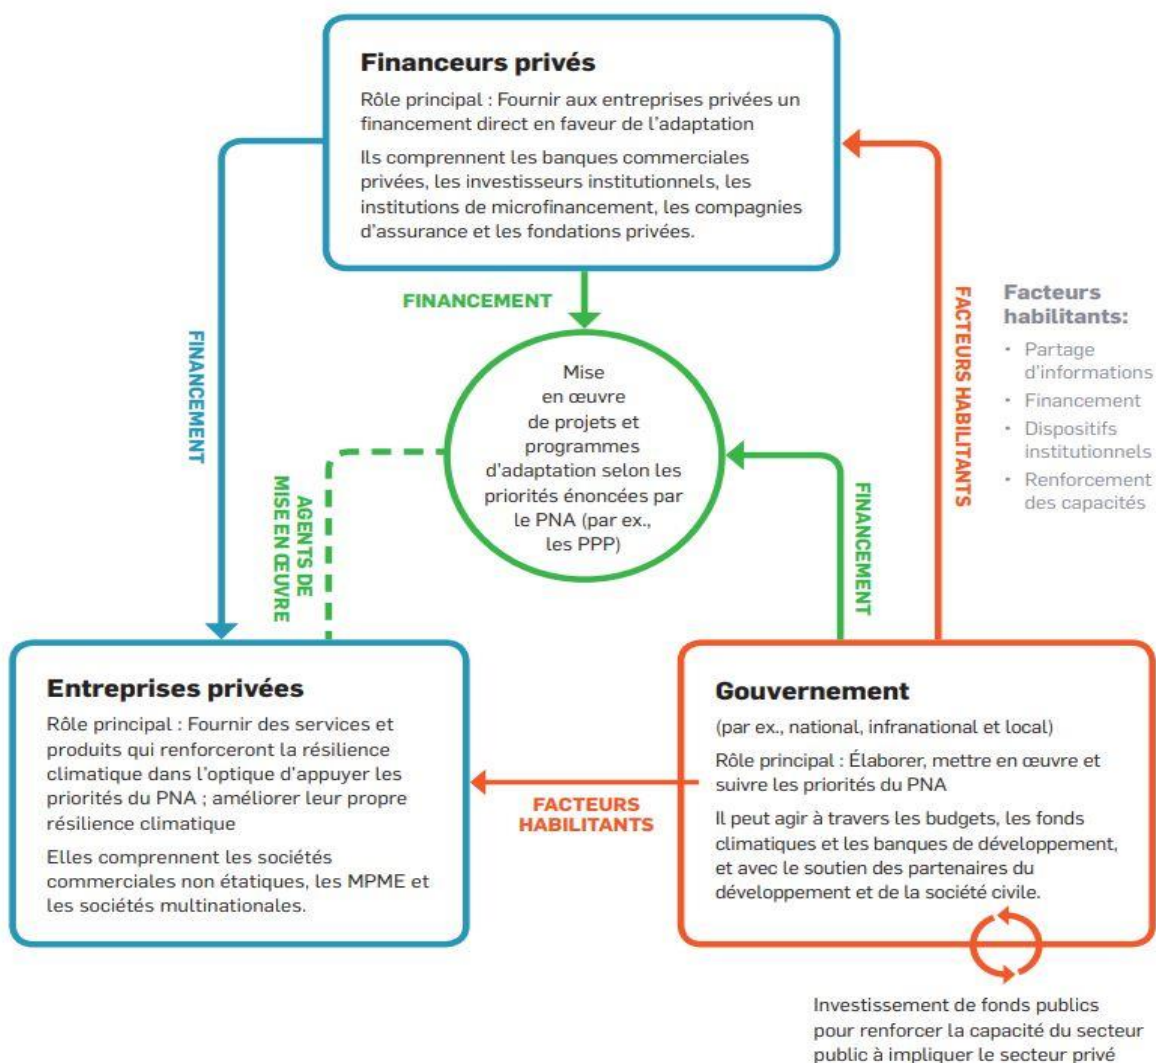 Financeurs privés
Rôle principal : Fournir aux entreprises privées un
financement direct en faveur de l'adaptation
Ils comprennent les banques commerciales
privées, les investisseurs institutionnels, les
institutions de microfinancement, les compagnies
d'assurance et les fondations privées.
FINANCEMENT
FINANCEMENT
Mise
en œuvre
de projets et
programmes
d'adaptation selon les
priorités énoncées par
le PNA (par ex.,
les PPP)
AGENTS DE
MISE EN ŒUVRE
FINANCEMENT
FACTEURS HABILITANTS
Facteurs
habilitants:
• Partage
d'informations
• Financement
• Dispositifs
institutionnels
• Renforcement
des capacités
Entreprises privées
Rôle principal : Fournir des services et
produits qui renforceront la résilience
climatique dans l'optique d'appuyer les
priorités du PNA ; améliorer leur propre
résilience climatique
Elles comprennent les sociétés
commerciales non étatiques, les MPME et
les sociétés multinationales.
FACTEURS
HABILITANTS
Gouvernement
(par ex., national, infranational et local)
Rôle principal : Élaborer, mettre en œuvre et
suivre les priorités du PNA
Il peut agir à travers les budgets, les fonds
climatiques et les banques de développement,
et avec le soutien des partenaires du
développement et de la société civile.
Investissement de fonds publics
pour renforcer la capacité du secteur
public à impliquer le secteur privé